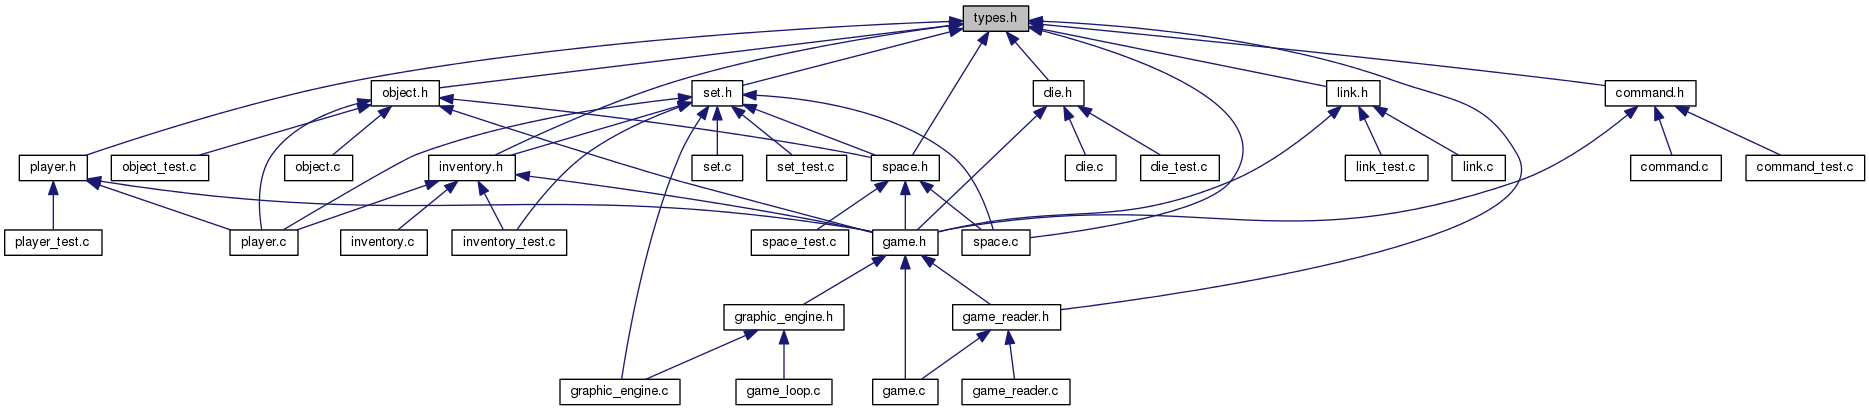 types.h
object.h
set.h
die.h
link.h
command.h
player.h
object_test.c
object.c
inventory.h
set.c
set_test.c
space.h
die.c
die_test.c
link_test.c
link.c
command.c
command_test.c
player_test.c
player.c
inventory.c
inventory_test.c
space_test.c
game.h
space.c
graphic_engine.h
game_reader.h
graphic_engine.c
game_loop.c
game.c
game_reader.c